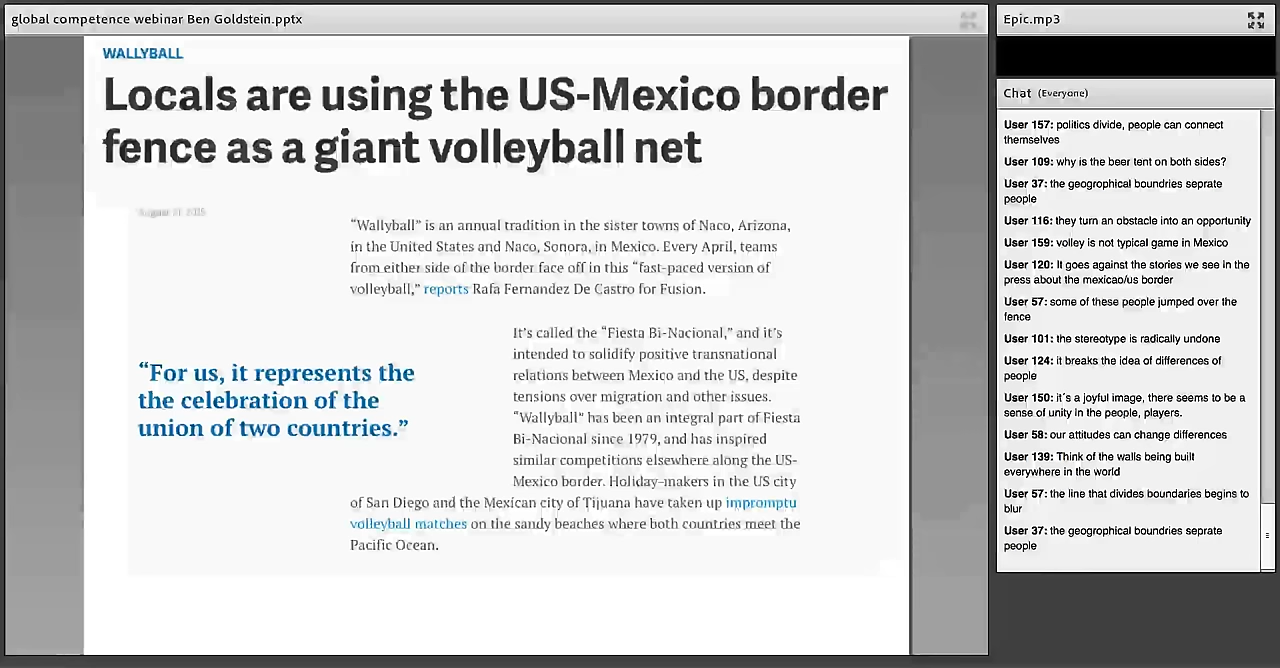 global competence webinar Ben Goldstein.pptx
WALLYBALL
Locals are using the US-Mexico border
fence as a giant volleyball net
“Wallyball” is an annual tradition in the sister towns of Naco, Arizona,
in the United States and Naco, Sonora, in Mexico. Every April, teams
from either side of the border face off in this “fast-paced version of
volleyball,” reports Rafa Fernandez De Castro for Fusion.
“For us, it represents the
the celebration of the
union of two countries.”
It's called the “Fiesta Bi-Nacional,” and it's
intended to solidify positive transnational
relations between Mexico and the US, despite
tensions over migration and other issues.
“Wallyball” has been an integral part of Fiesta
Bi-Nacional since 1979, and has inspired
similar competitions elsewhere along the US-
Mexico border. Holiday-makers in the US city
of San Diego and the Mexican city of Tijuana have taken up impromptu
volleyball matches on the sandy beaches where both countries meet the
Pacific Ocean.
Epic.mp3
Chat (Everyone)
User 157: politics divide, people can connect
themselves
User 109: why is the beer tent on both sides?
User 37: the geographical boundries seprate
people
User 116: they turn an obstacle into an opportunity
User 159: volley is not typical game in Mexico
User 120: It goes against the stories we see in the
press about the mexicao/us border
User 57: some of these people jumped over the
fence
User 101: the stereotype is radically undone
User 124: it breaks the idea of differences of
people
User 150: it´s a joyful image, there seems to be a
sense of unity in the people, players.
User 58: our attitudes can change differences
User 139: Think of the walls being built
everywhere in the world
User 57: the line that divides boundaries begins to
blur
User 37: the geographical boundries seprate
people